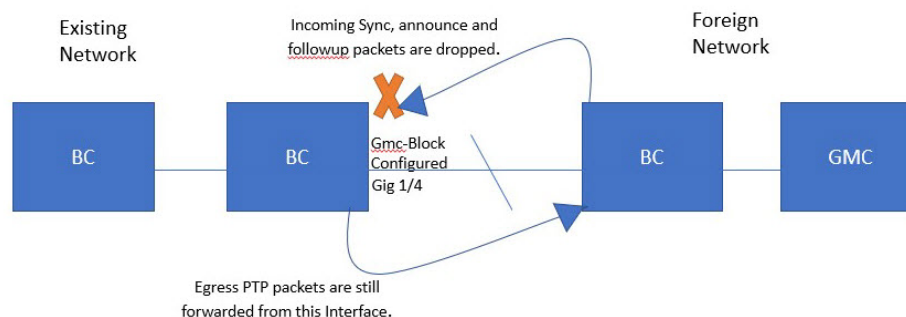 Existing
Network
Incoming Sync, announce and
followup packets are dropped.
Foreign
Network
BC
BC
Gmc-Block
Configured
Gig 1/4
BC
GMC
Egress PTP packets are still
forwarded from this Interface.